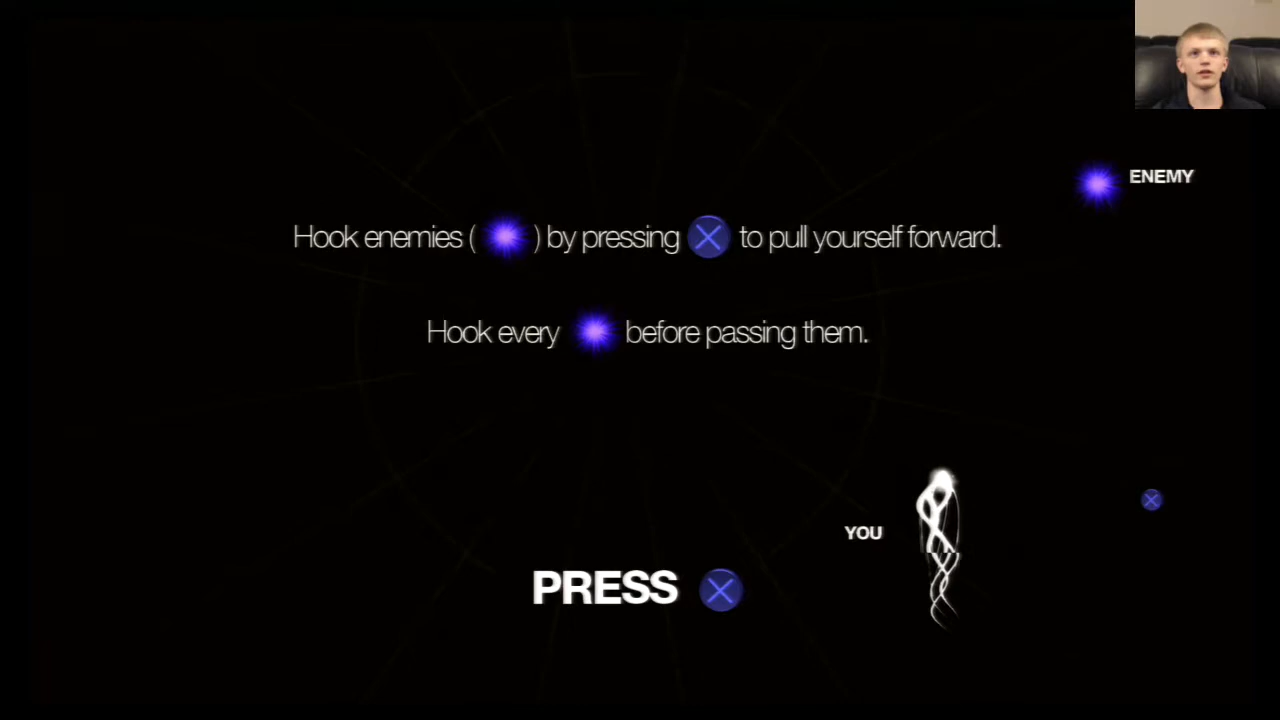 ENEMY
Hook enemies ( ) by pressing to pull yourself forward.
Hook every before passing them.
YOU
PRESS